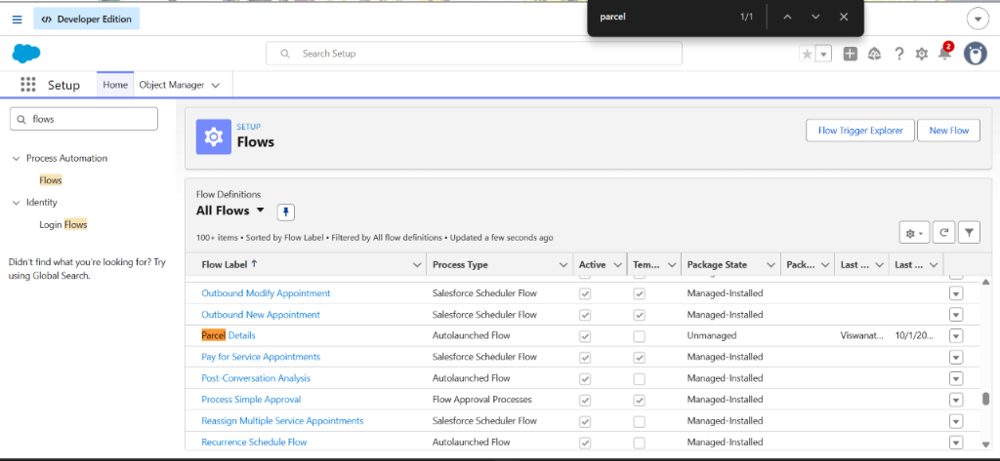 parcel 1/1
Developer Edition
Search Setup
2
Setup Home Object Manager
flows
Process Automation
Flows
Identity
Login Flows
Didn't find what you're looking for? Try
using Global Search.
SETUP
Flows
Flow Trigger Explorer New Flow
Flow Definitions
All Flows
100+ items • Sorted by Flow Label • Filtered by All flow definitions • Updated a few seconds ago
Flow Label Process Type Active Tem... Package State Pack... Last ... Last ...
Outbound Modify Appointment Salesforce Scheduler Flow Managed-Installed
Outbound New Appointment Salesforce Scheduler Flow Managed-Installed
Parcel Details Autolaunched Flow Unmanaged Viswanat... 10/1/20...
Pay for Service Appointments Salesforce Scheduler Flow Managed-Installed
Post-Conversation Analysis Autolaunched Flow Managed-Installed
Process Simple Approval Flow Approval Processes Managed-Installed
Reassign Multiple Service Appointments Salesforce Scheduler Flow Managed-Installed
Recurrence Schedule Flow Autolaunched Flow Managed-Installed